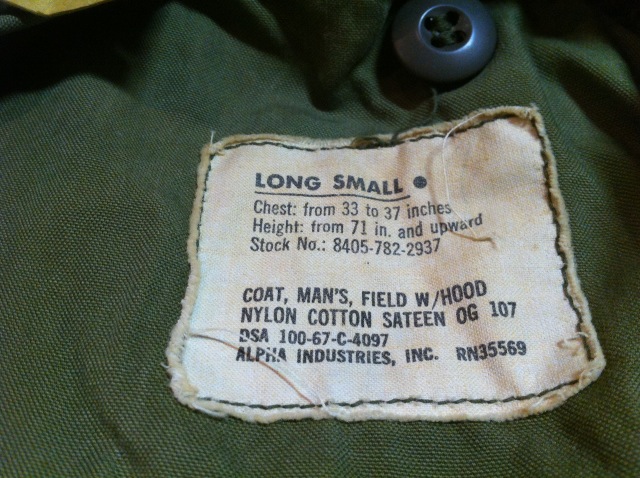 LONG SMALL ●
Chest: from 33 to 37 inches
Height: from 71 in. and upward
Stock No.: 8405-782-2937
COAT, MAN'S, FIELD W/HOOD
NYLON COTTON SATEEN OG 107
DSA 100-67-C-4097
ALPHA INDUSTRIES, INC. RN35569